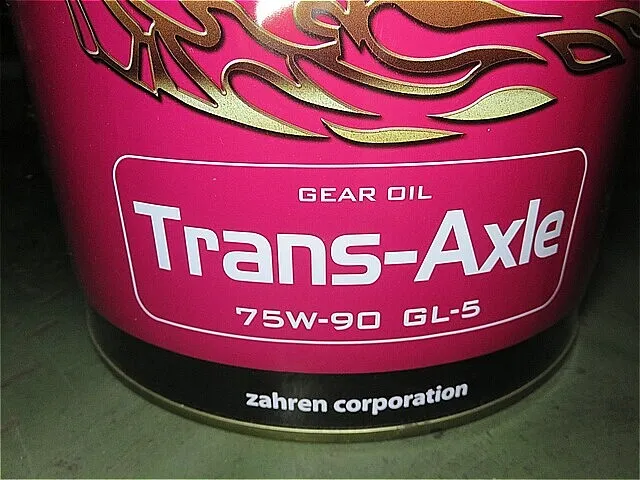 GEAR OIL
Trans-Axle
75W-90 GL-5
zahren corporation